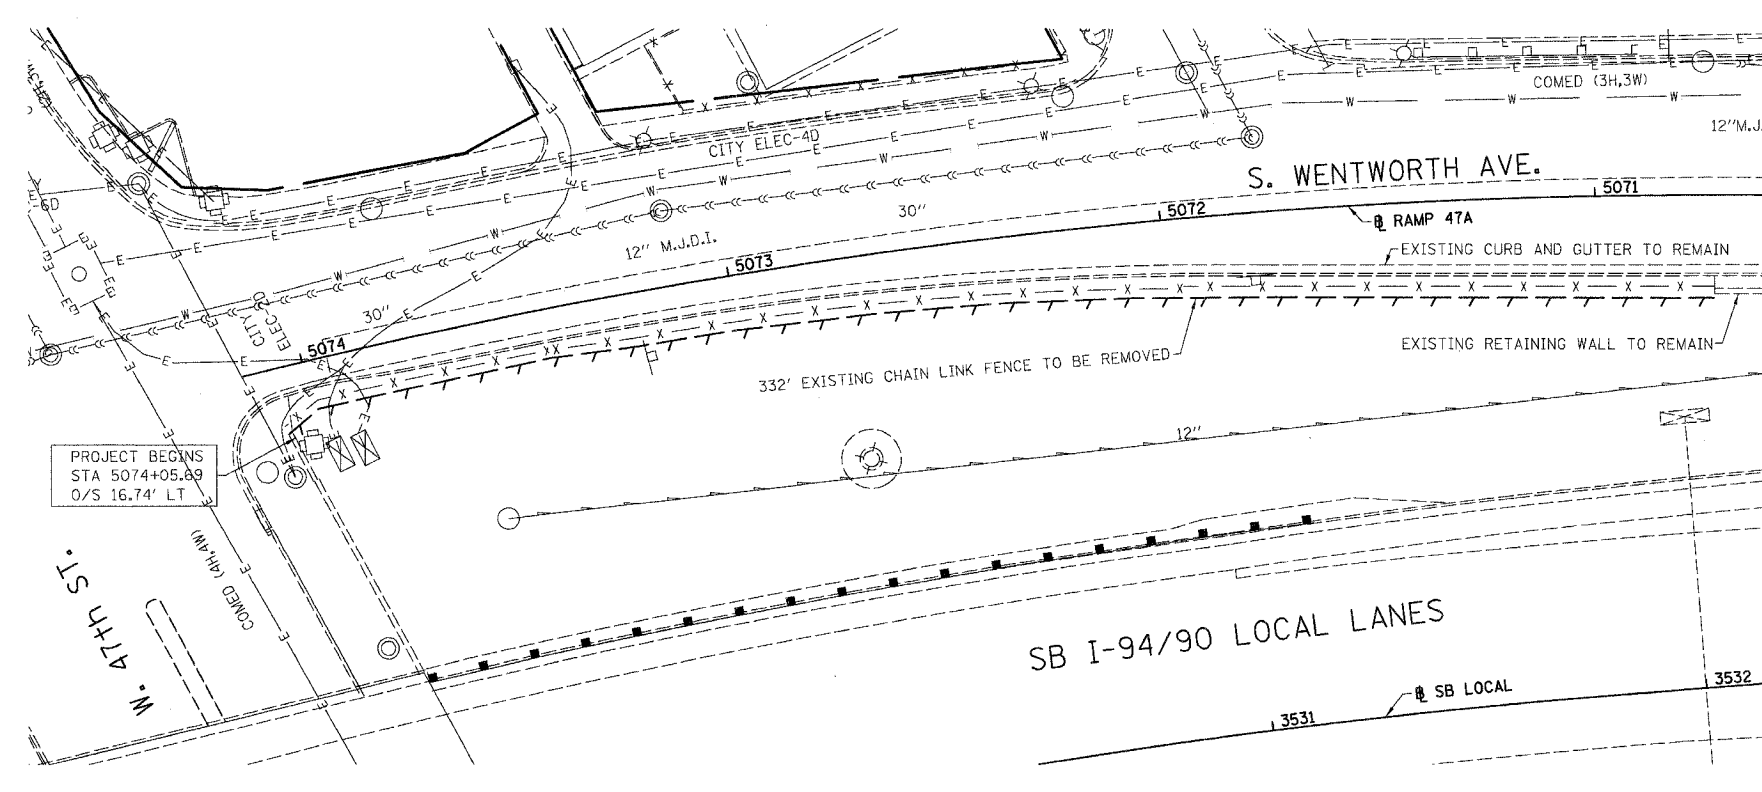 COMED (3H,3W)
12"M.J.
CITY ELEC-4D
S. WENTWORTH AVE.
5071
5072
30"
℄ RAMP 47A
12" M.J.D.I.
EXISTING CURB AND GUTTER TO REMAIN
5073
CITY
ELEC-2D
30"
5074
EXISTING RETAINING WALL TO REMAIN
332' EXISTING CHAIN LINK FENCE TO BE REMOVED
12"
PROJECT BEGINS
STA 5074+05.69
O/S 16.74' LT
COMED (4H,4W)
W. 47th ST.
SB I-94/90 LOCAL LANES
3532
℄ SB LOCAL
3531